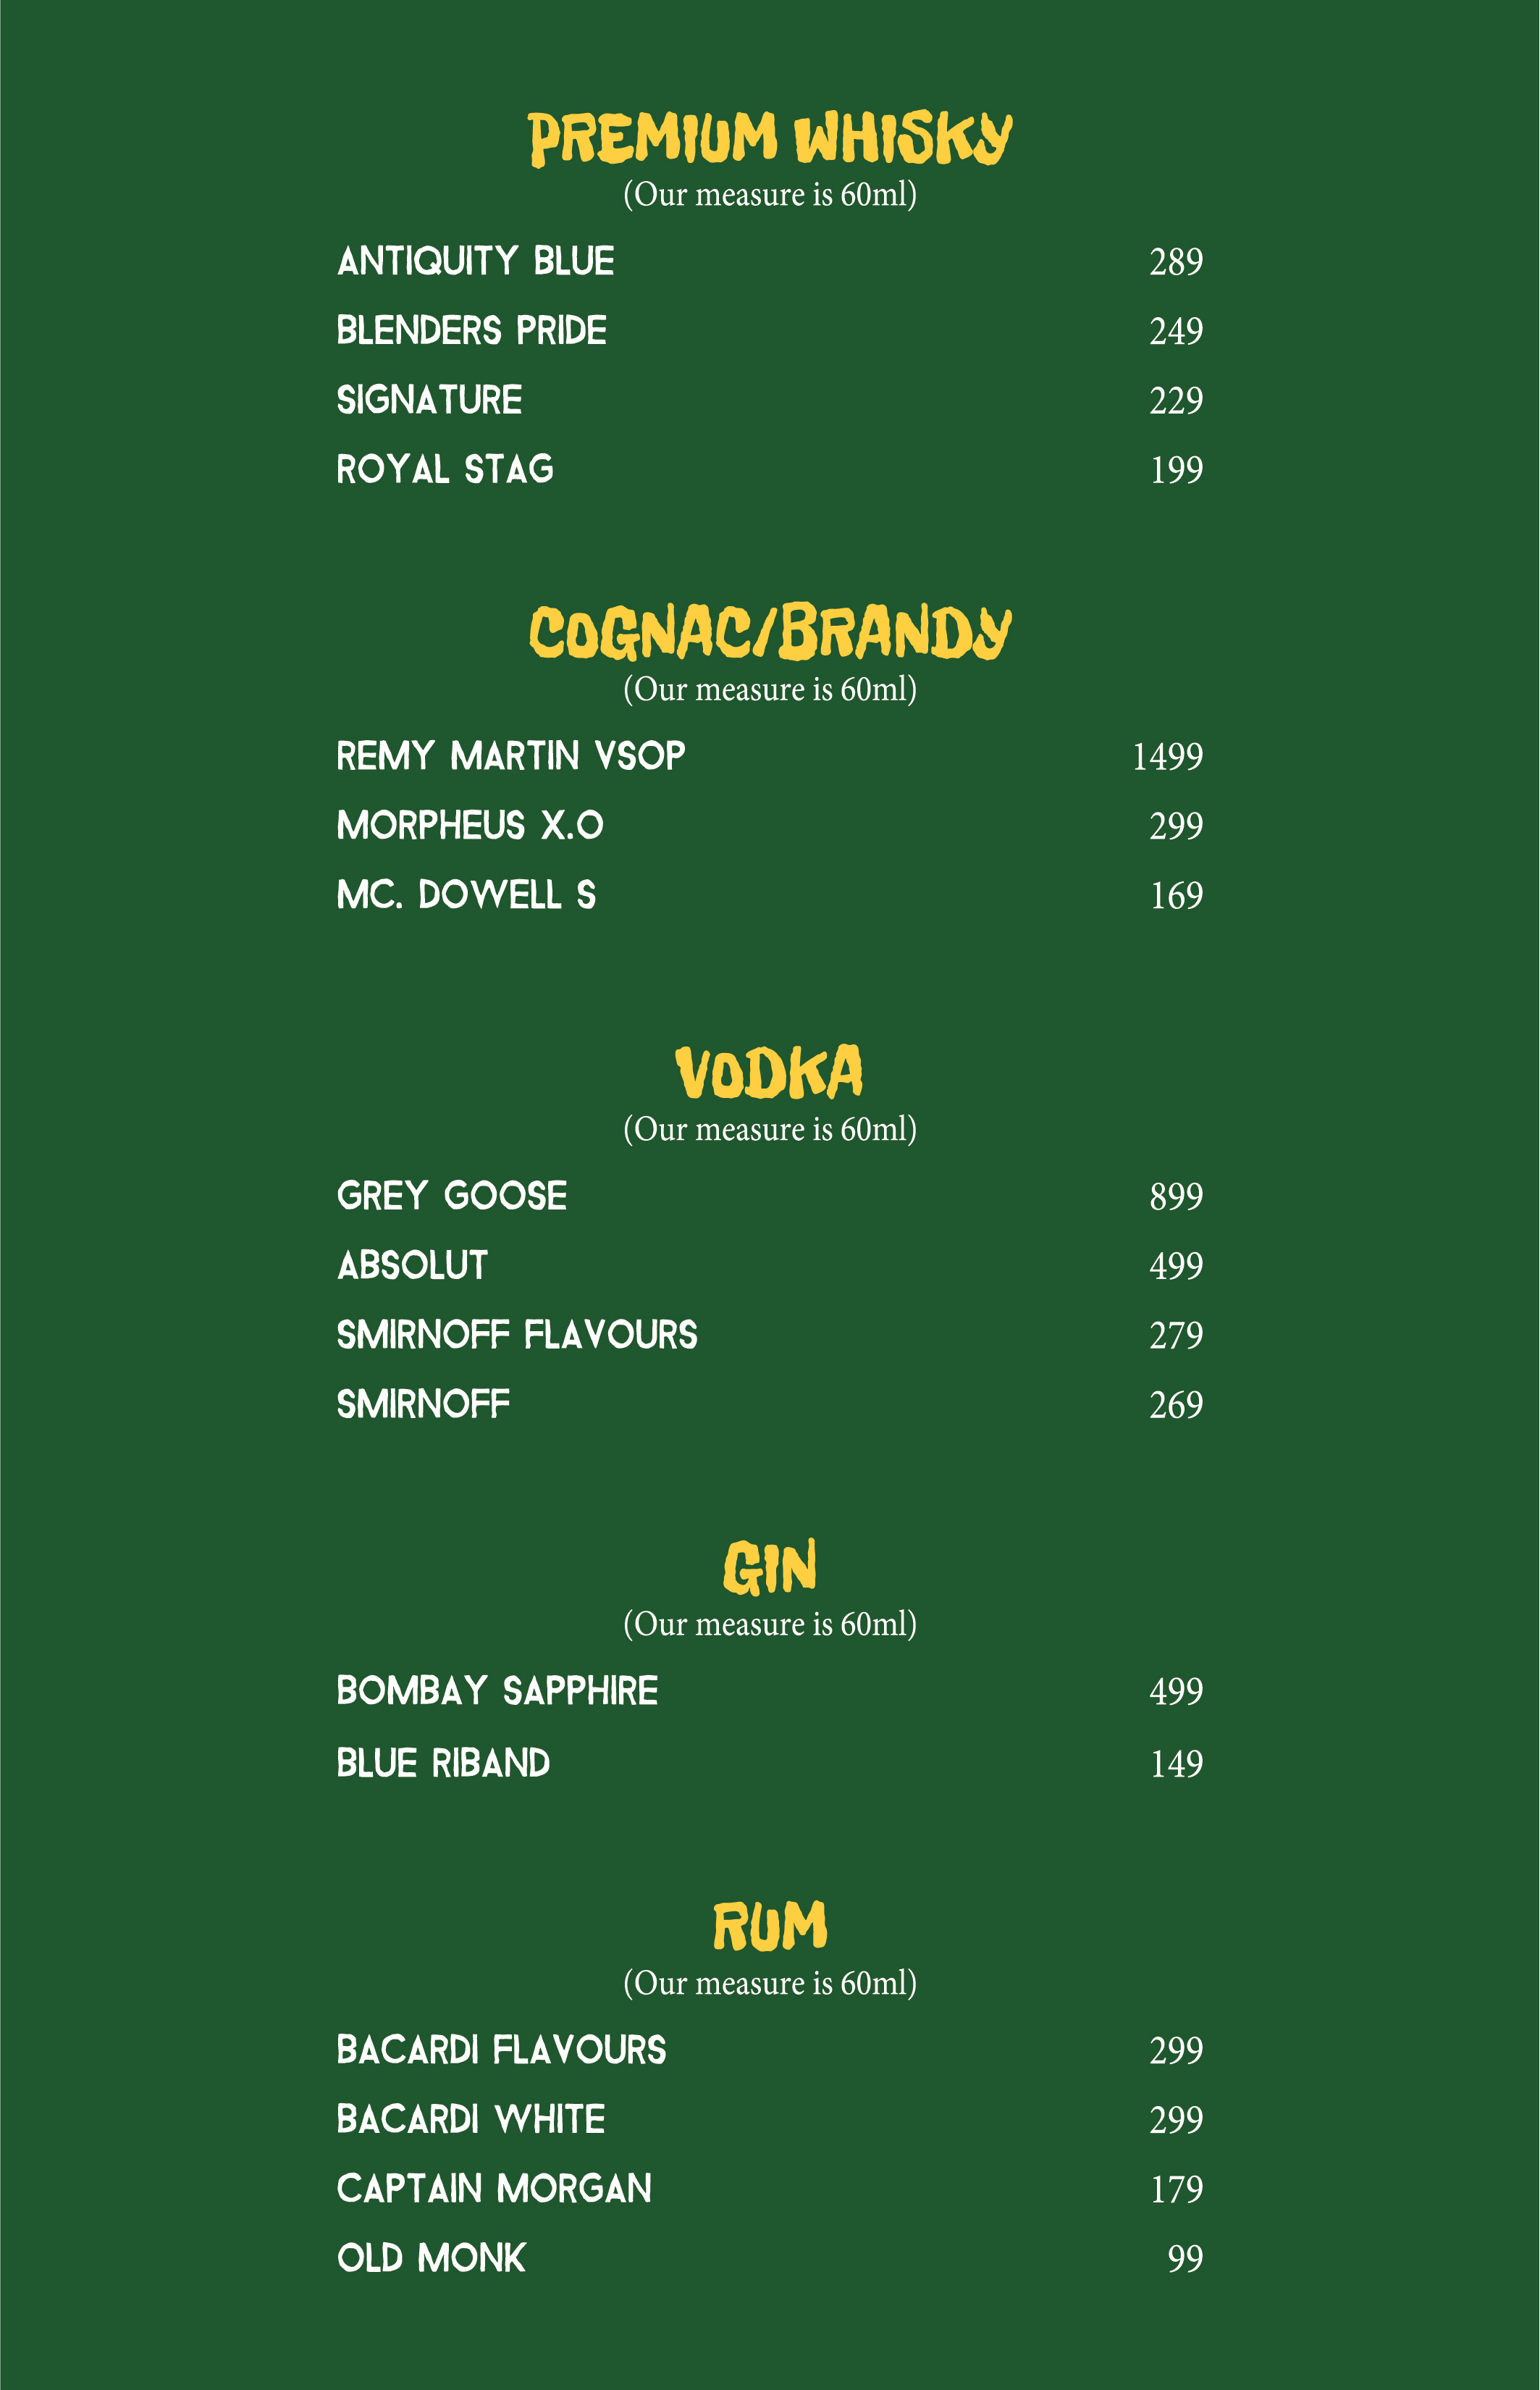 PREMIUM WHISKY
(Our measure is 60ml)
ANTIQUITY BLUE 289
BLENDERS PRIDE 249
SIGNATURE 229
ROYAL STAG 199
COGNAC/BRANDY
(Our measure is 60ml)
REMY MARTIN VSOP 1499
MORPHEUS X.O 299
MC. DOWELL S 169
VODKA
(Our measure is 60ml)
GREY GOOSE 899
ABSOLUT 499
SMIRNOFF FLAVOURS 279
SMIRNOFF 269
GIN
(Our measure is 60ml)
BOMBAY SAPPHIRE 499
BLUE RIBAND 149
RUM
(Our measure is 60ml)
BACARDI FLAVOURS 299
BACARDI WHITE 299
CAPTAIN MORGAN 179
OLD MONK 99